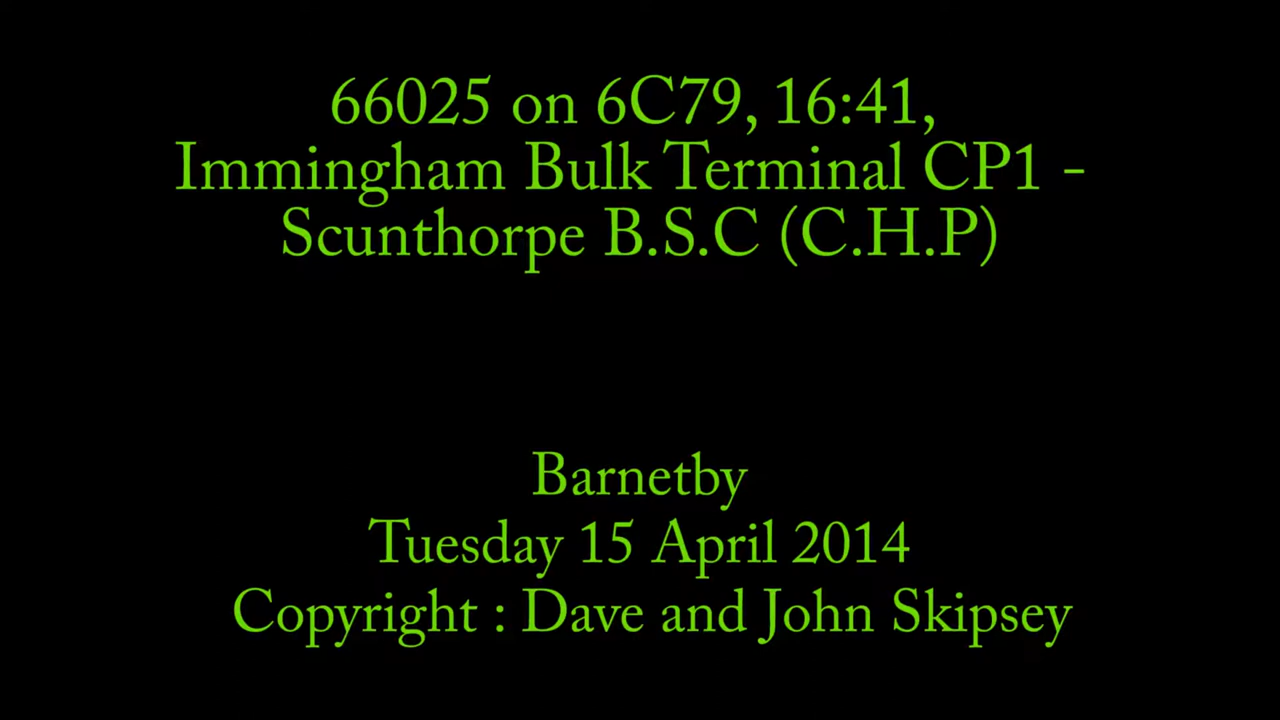 66025 on 6C79, 16:41,
Immingham Bulk Terminal CP1 -
Scunthorpe B.S.C (C.H.P)
Barnetby
Tuesday 15 April 2014
Copyright : Dave and John Skipsey